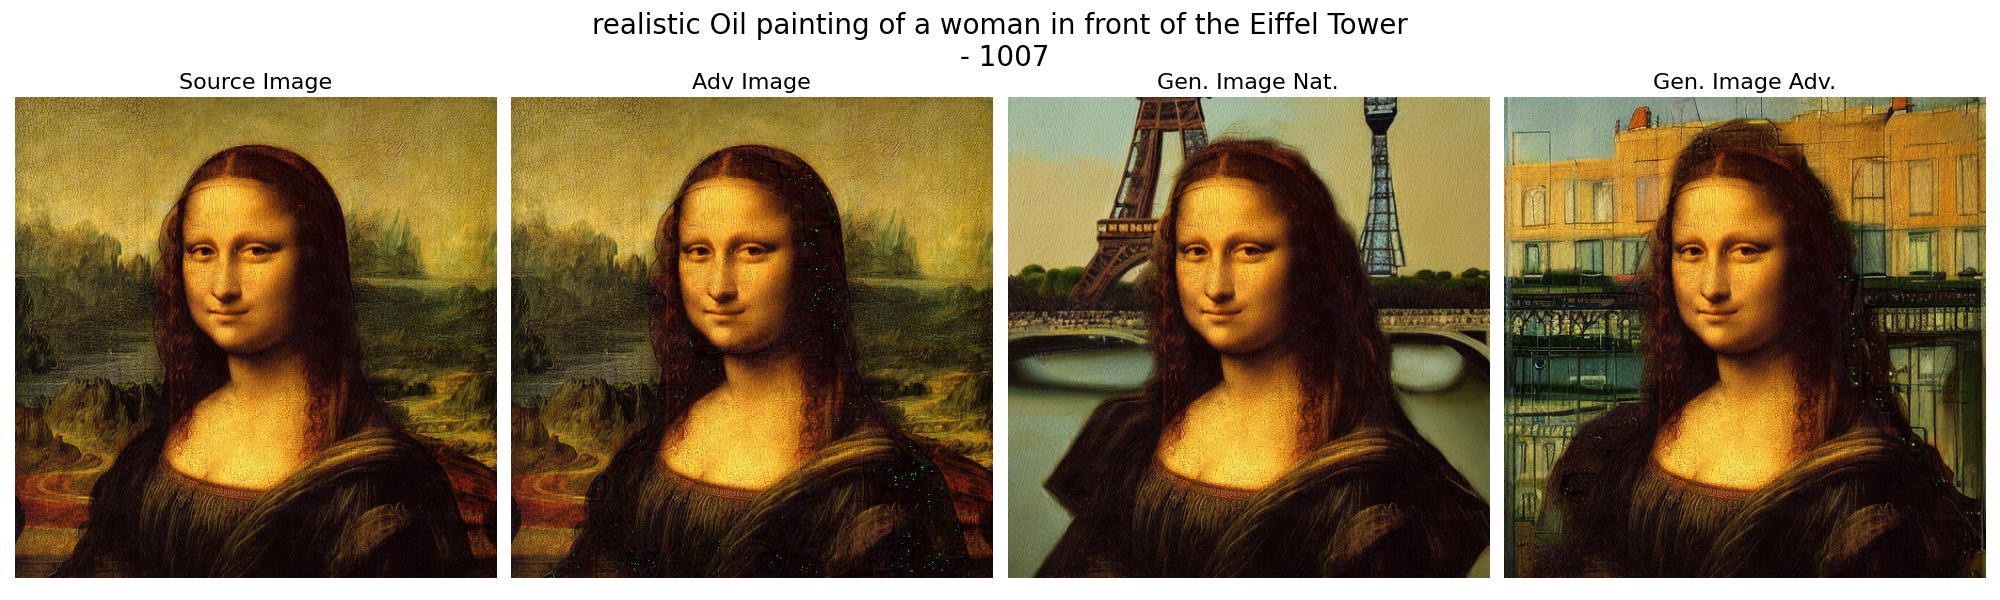 realistic Oil painting of a woman in front of the Eiffel Tower
- 1007
Source Image
Adv Image
Gen. Image Nat.
Gen. Image Adv.